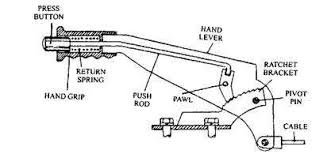 PRESS
BUTTON
HAND
LEVER
RATCHET
BRACKET
RETURN
SPRING
PUSH
ROD
PAWL
PIVOT
PIN
HAND GRIP
CABLE